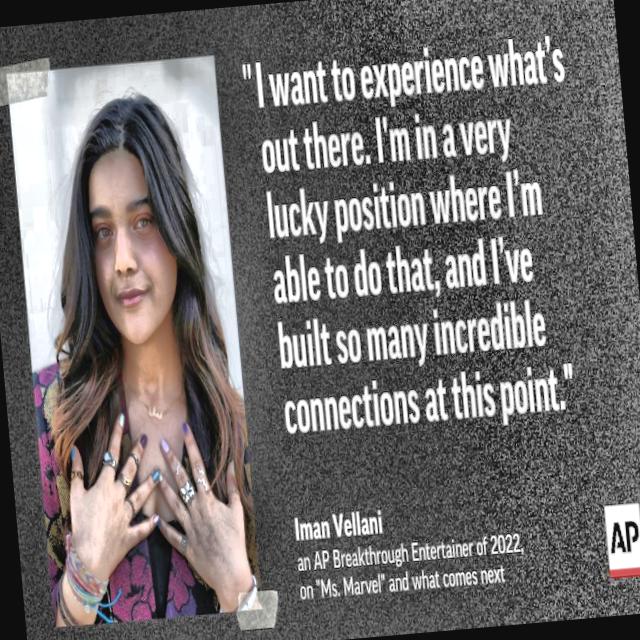 "I want to experience what's
out there. I'm in a very
lucky position where I'm
able to do that, and I've
built so many incredible
connections at this point."
Iman Vellani
an AP Breakthrough Entertainer of 2022,
on "Ms. Marvel" and what comes next
AP